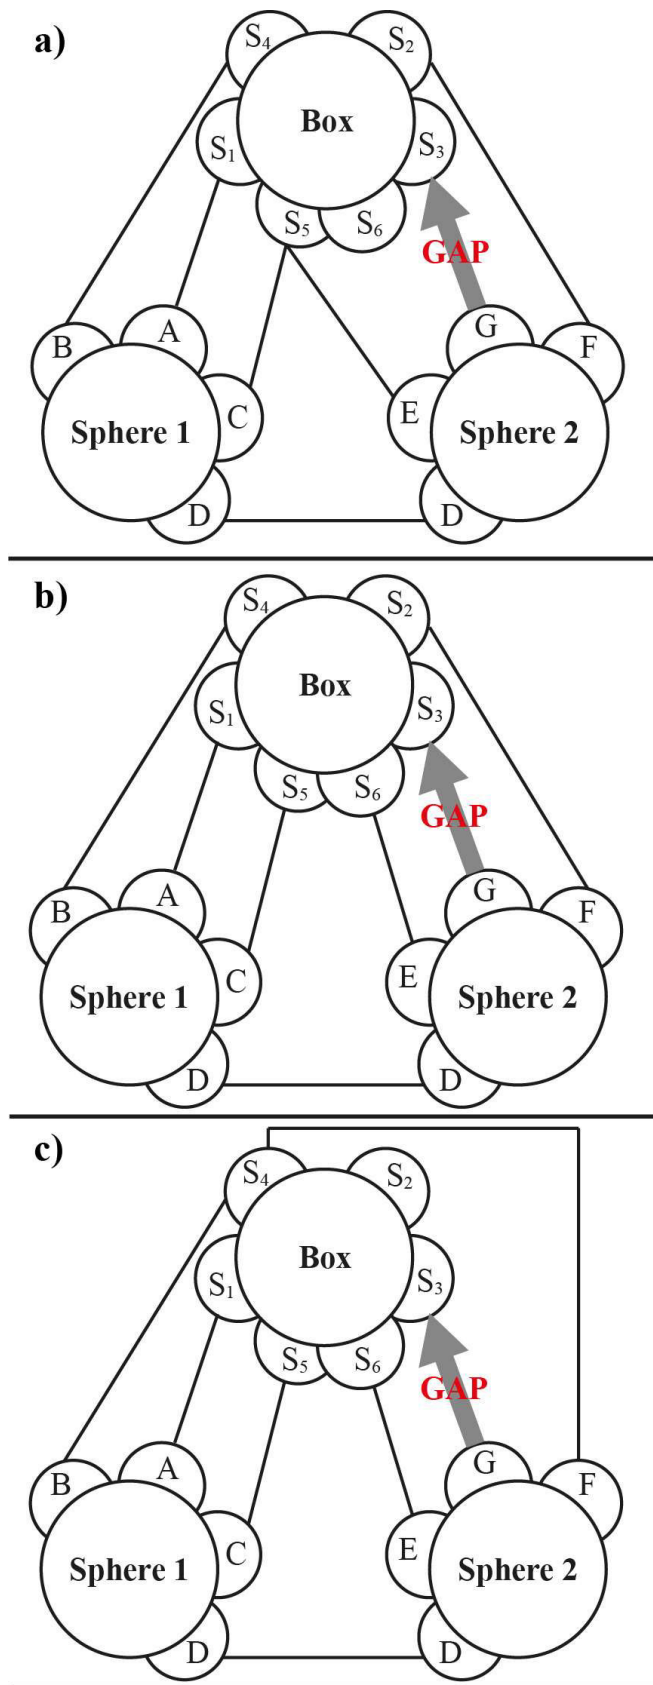 a)
S₄
S₂
Box
S₁
S₃
S₅
S₆
GAP
B
A
G
F
C
E
Sphere 1
Sphere 2
D
D
b)
S₄
S₂
Box
S₁
S₃
S₅
S₆
GAP
B
A
G
F
C
E
Sphere 1
Sphere 2
D
D
c)
S₄
S₂
Box
S₁
S₃
S₅
S₆
GAP
B
A
G
F
C
E
Sphere 1
Sphere 2
D
D